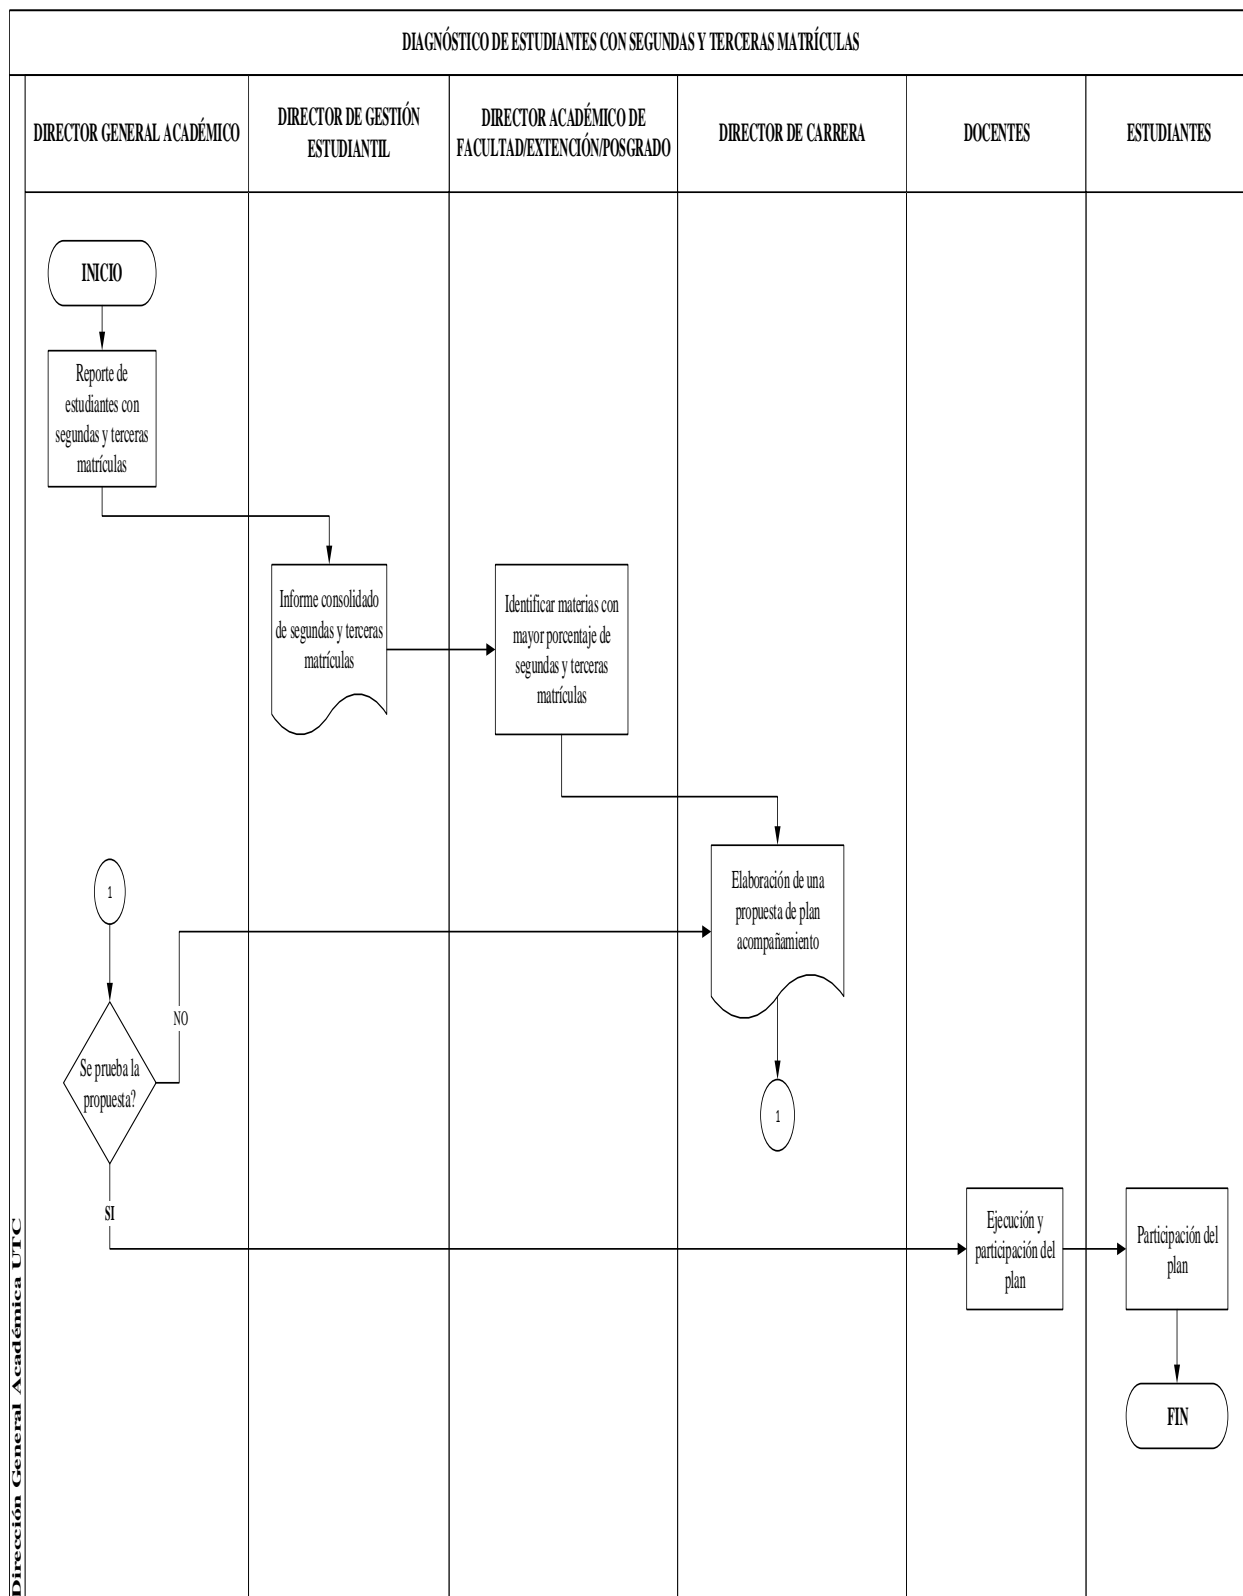 DIAGNÓSTICO DE ESTUDIANTES CON SEGUNDAS Y TERCERAS MATRÍCULAS
DIRECTOR GENERAL ACADÉMICO
DIRECTOR DE GESTIÓN
ESTUDIANTIL
DIRECTOR ACADÉMICO DE
FACULTAD/EXTENCIÓN/POSGRADO
DIRECTOR DE CARRERA
DOCENTES
ESTUDIANTES
INICIO
Reporte de
estudiantes con
segundas y terceras
matrículas
Informe consolidado
de segundas y terceras
matrículas
Identificar materias con
mayor porcentaje de
segundas y terceras
matrículas
Elaboración de una
propuesta de plan
acompañamiento
1
1
Se prueba la
propuesta?
NO
SI
Ejecución y
participación del
plan
Participación del
plan
FIN
Dirección General Académica UTC